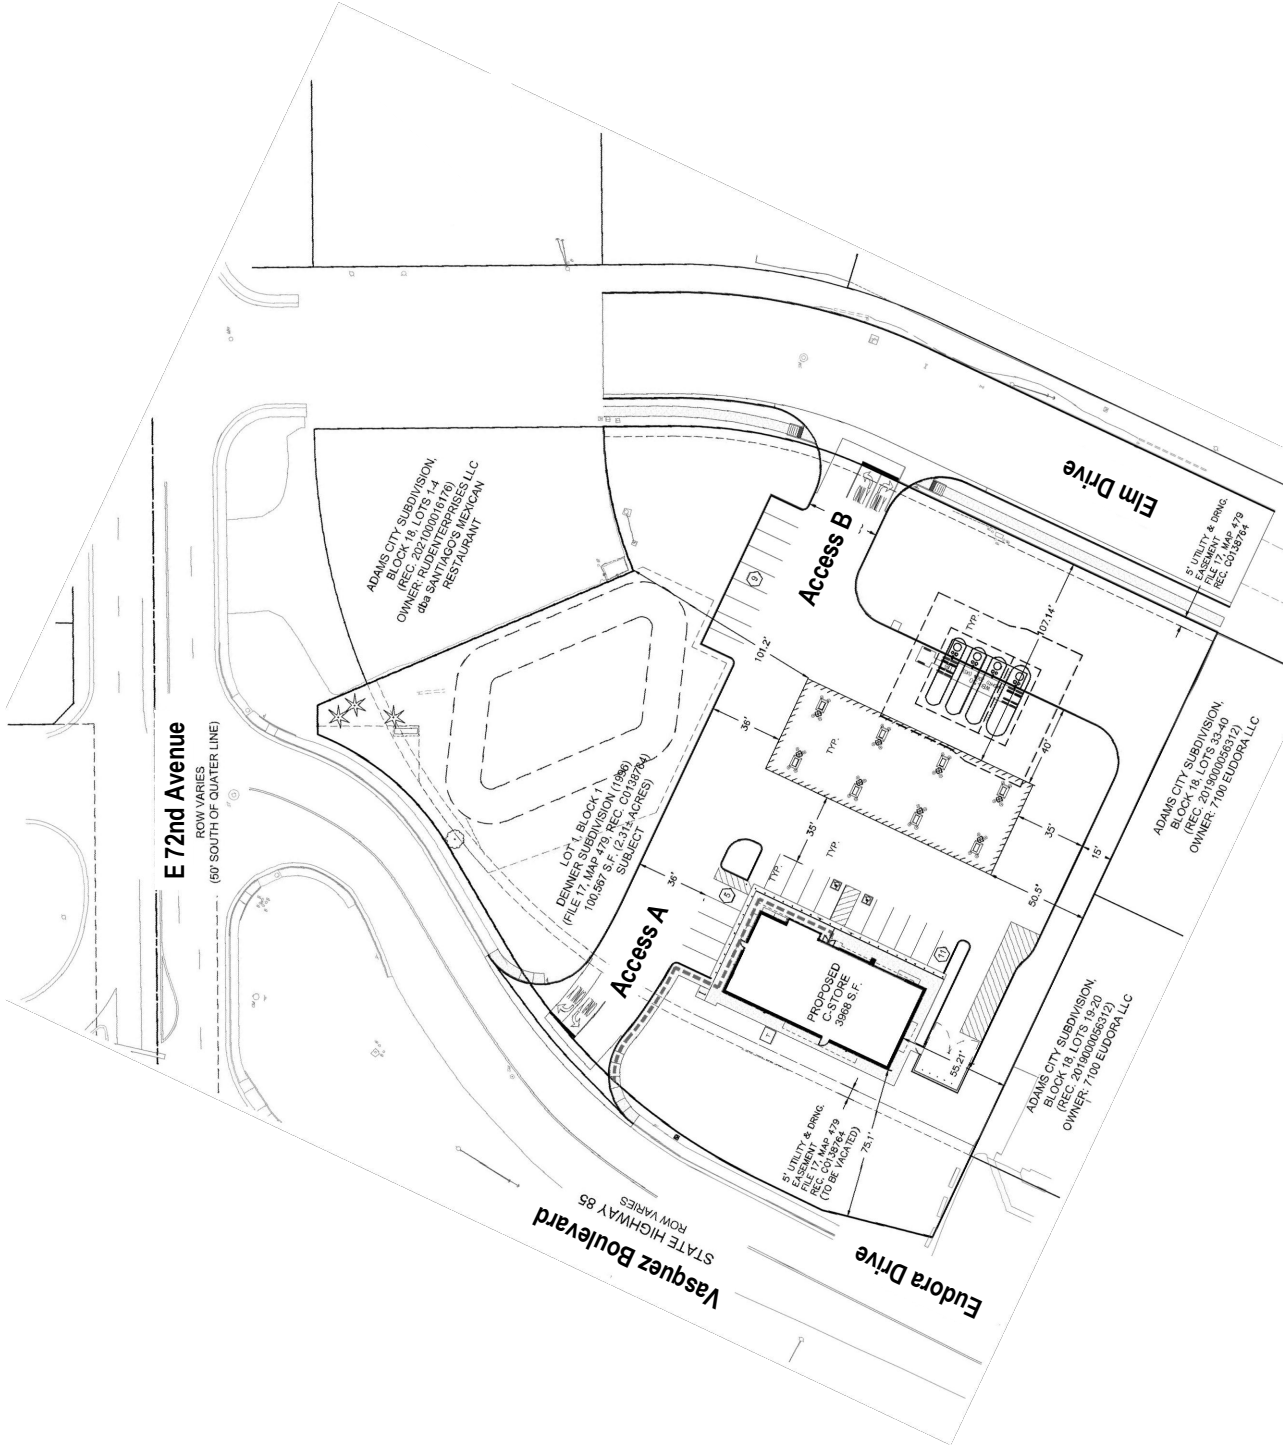 ADAMS CITY SUBDIVISION,
BLOCK 18, LOTS 1-4
(REC. 2021000016176)
OWNER: RUDENTERPRISES LLC
dba SANTIAGO'S MEXICAN
RESTAURANT
E 72nd Avenue
ROW VARIES
(50' SOUTH OF QUATER LINE)
Elm Drive
5' UTILITY & DRNG.
EASEMENT
FILE 17, MAP 479
REC. C0138764
Access B
9
TYP.
107.14'
101.2'
36'
TYP.
40'
LOT 1, BLOCK 1
DENNER SUBDIVISION (1996)
(FILE 17, MAP 479, REC. C0138764)
100,567 S.F. (2.31± ACRES)
SUBJECT
ADAMS CITY SUBDIVISION,
BLOCK 18, LOTS 33-40
(REC. 2019000056312)
OWNER: 7100 EUDORA LLC
35'
TYP.
TYP.
35'
15'
50.5'
36'
5
11
Access A
PROPOSED
C-STORE
3968 S.F.
T
55.21'
75.1'
ADAMS CITY SUBDIVISION,
BLOCK 18, LOTS 19-20
(REC. 2019000056312)
OWNER: 7100 EUDORA LLC
5' UTILITY & DRNG.
EASEMENT
FILE 17, MAP 479
REC. C0138764
(TO BE VACATED)
Vasquez Boulevard
STATE HIGHWAY 85
ROW VARIES
Eudora Drive